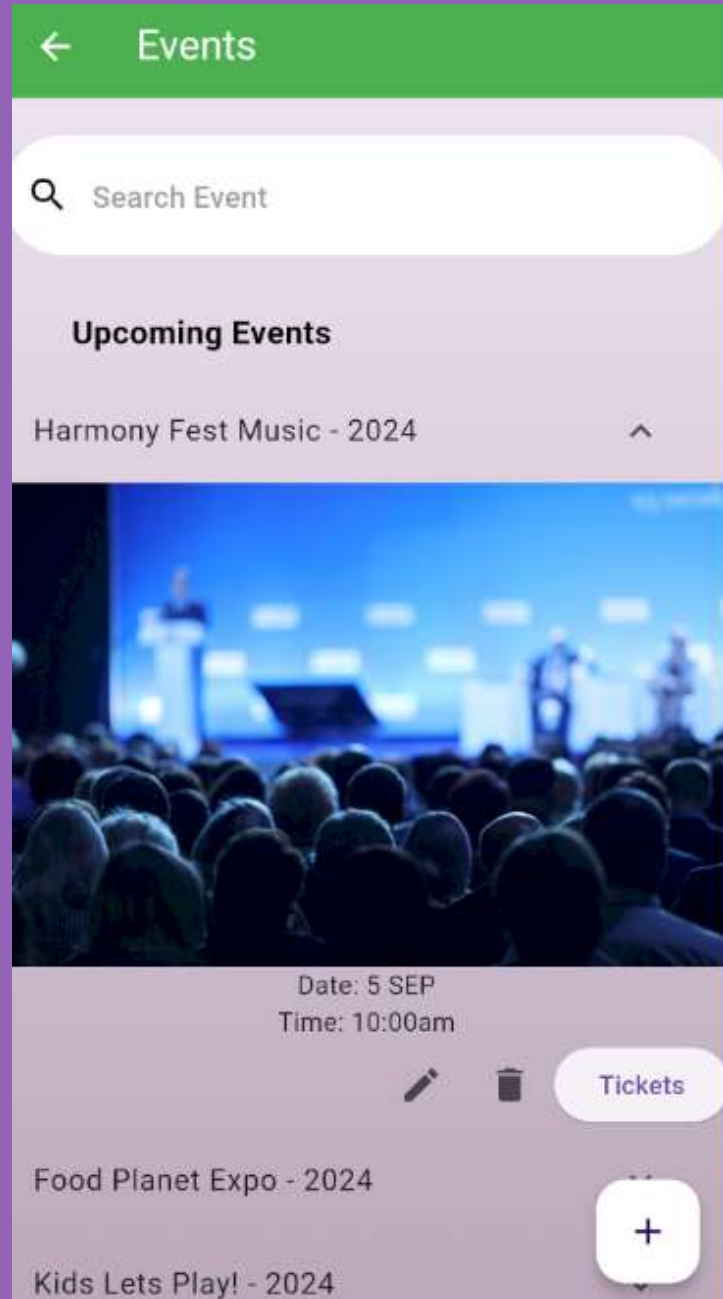 Events
Search Event
Upcoming Events
Harmony Fest Music - 2024
Date: 5 SEP
Time: 10:00am
Tickets
Food Planet Expo - 2024
Kids Lets Play! - 2024